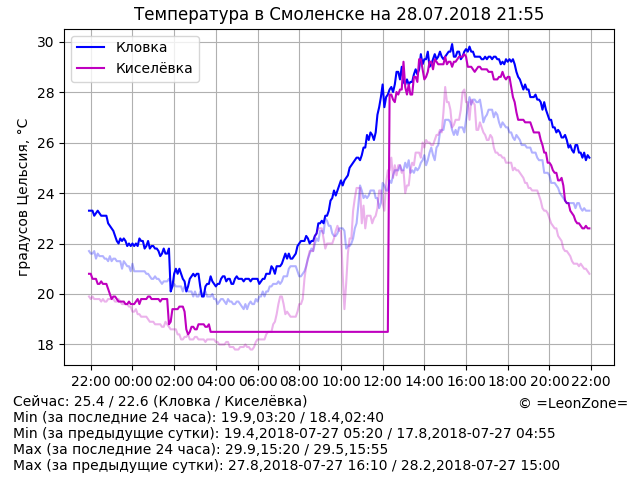 Температура в Смоленске на 28.07.2018 21:55
Кловка
Киселёвка
градусов Цельсия, °C
30
28
26
24
22
20
18
22:00 00:00 02:00 04:00 06:00 08:00 10:00 12:00 14:00 16:00 18:00 20:00 22:00
Сейчас: 25.4 / 22.6 (Кловка / Киселёвка)
© =LeonZone=
Min (за последние 24 часа): 19.9,03:20 / 18.4,02:40
Min (за предыдущие сутки): 19.4,2018-07-27 05:20 / 17.8,2018-07-27 04:55
Max (за последние 24 часа): 29.9,15:20 / 29.5,15:55
Max (за предыдущие сутки): 27.8,2018-07-27 16:10 / 28.2,2018-07-27 15:00